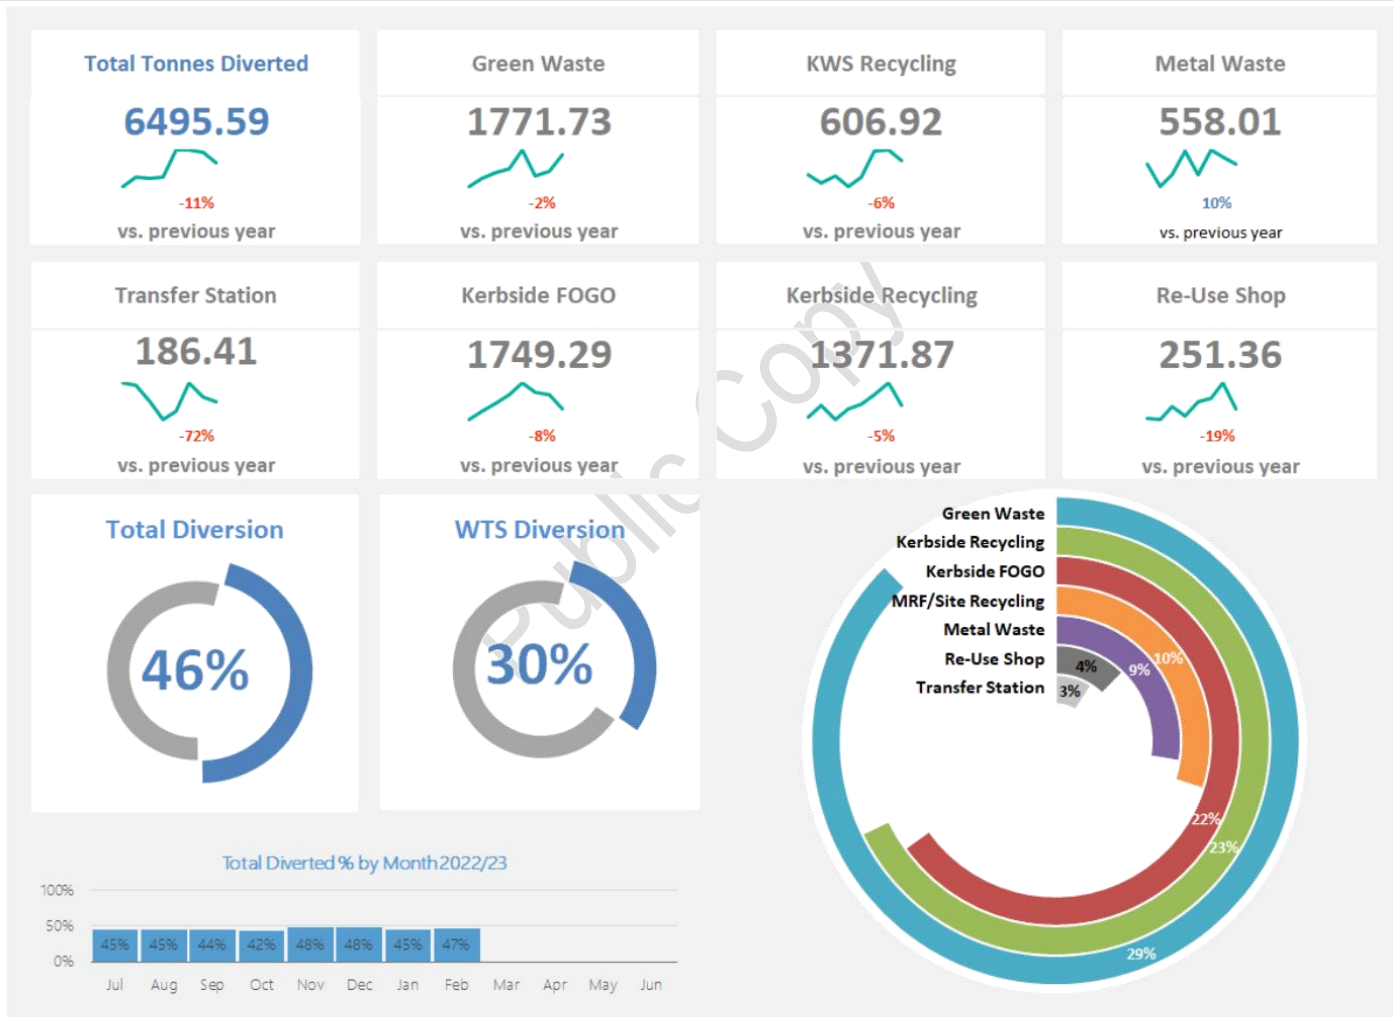 Total Tonnes Diverted
6495.59
-11%
vs. previous year
Green Waste
1771.73
-2%
vs. previous year
KWS Recycling
606.92
-6%
vs. previous year
Metal Waste
558.01
10%
vs. previous year
Transfer Station
186.41
-72%
vs. previous year
Kerbside FOGO
1749.29
-8%
vs. previous year
Kerbside Recycling
1371.87
-5%
vs. previous year
Re-Use Shop
251.36
-19%
vs. previous year
Public Copy
Total Diversion
46%
WTS Diversion
30%
Green Waste
Kerbside Recycling
Kerbside FOGO
MRF/Site Recycling
Metal Waste
Re-Use Shop
Transfer Station
4%
3%
9%
10%
22%
23%
29%
Total Diverted % by Month 2022/23
100%
50%
0%
45% 45% 44% 42% 48% 48% 45% 47%
Jul Aug Sep Oct Nov Dec Jan Feb Mar Apr May Jun